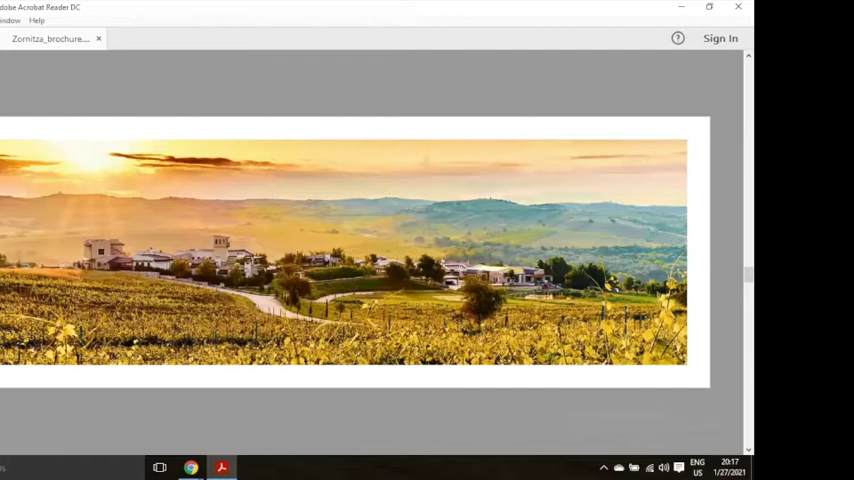 dobe Acrobat Reader DC
indow Help
Zornitza_brochure....
Sign In
ENG
US
20:17
1/27/2021